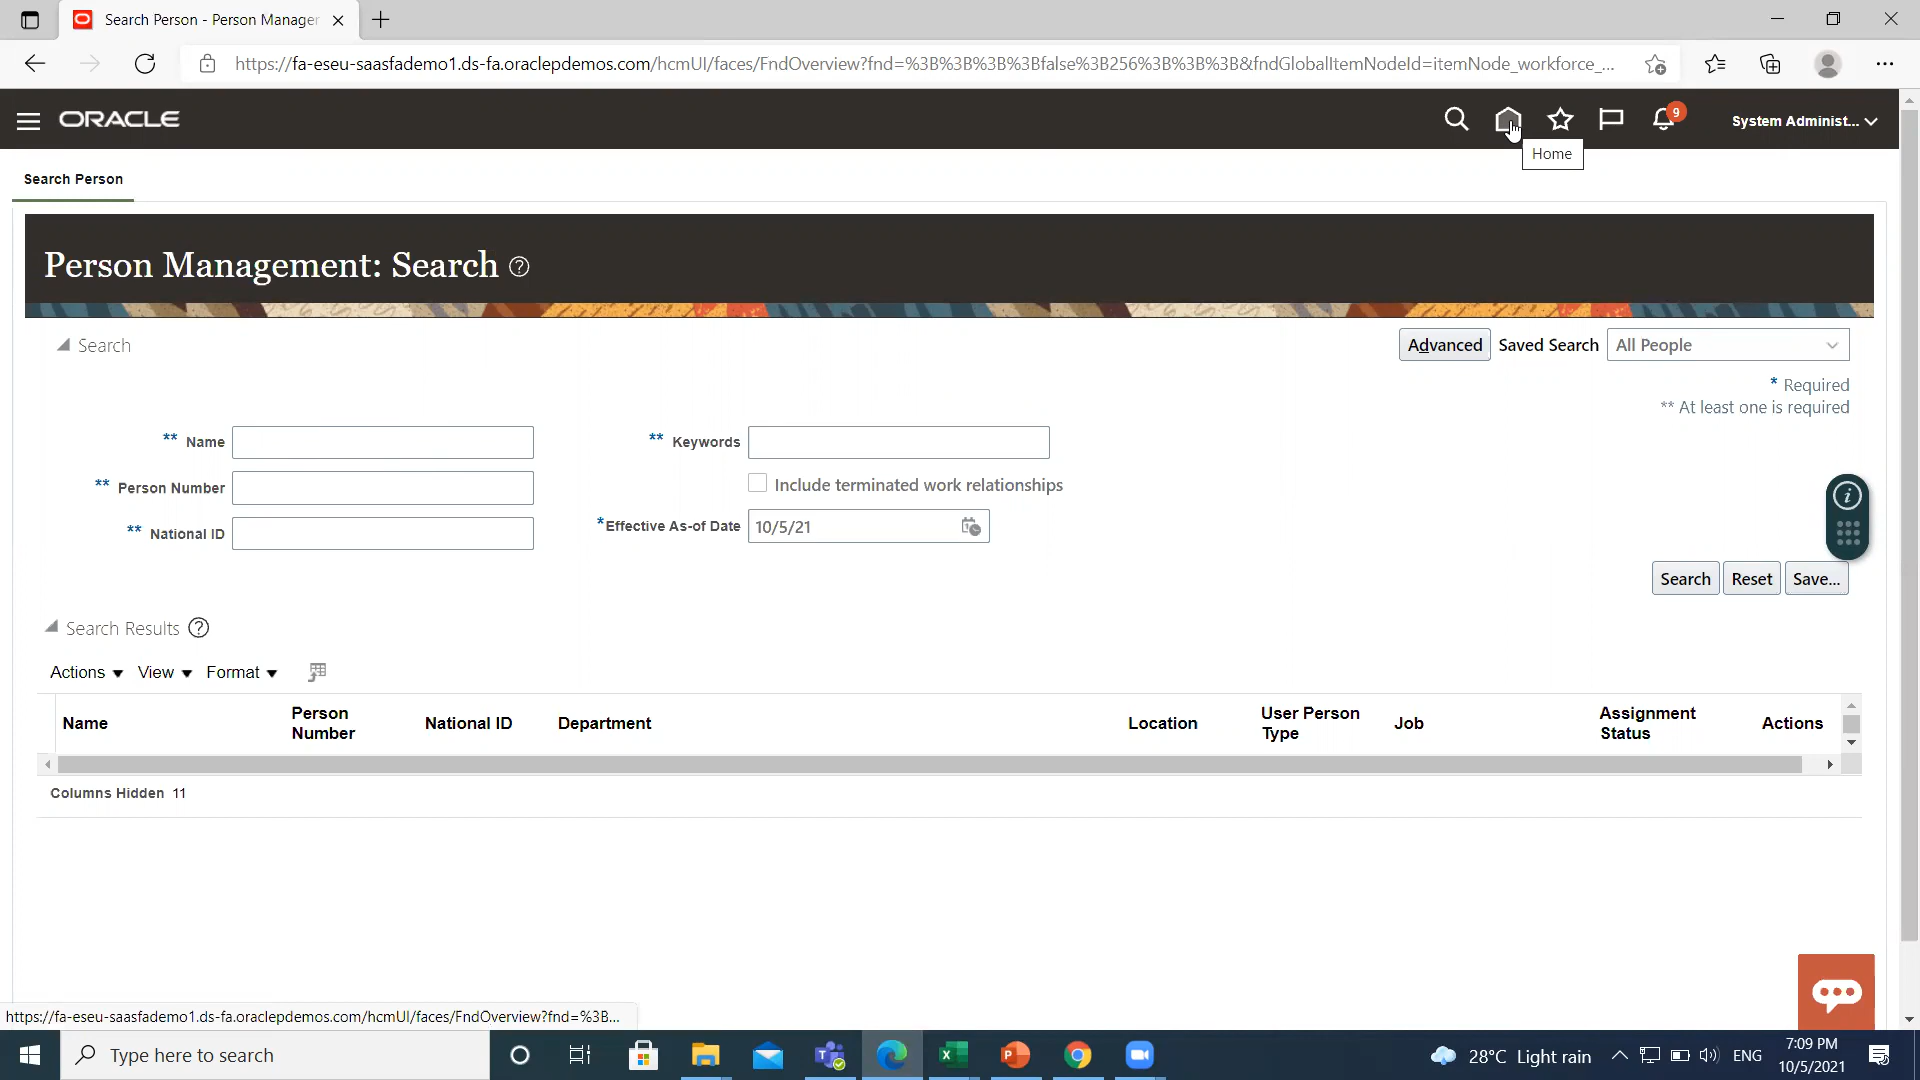 Search Person - Person Manager
https://fa-eseu-saasfademo1.ds-fa.oraclepdemos.com/hcmUI/faces/FndOverview?fnd=%3B%3B%3B%3Bfalse%3B256%3B%3B%3B&fndGlobalItemNodeId=itemNode_workforce_...
ORACLE
9
System Administ...
Home
Search Person
Person Management: Search
Search
Advanced Saved Search All People
* Required
** At least one is required
** Name
** Keywords
** Person Number
Include terminated work relationships
** National ID
*Effective As-of Date 10/5/21
Search Reset Save...
Search Results
Actions View Format
Name
Person Number
National ID
Department
Location
User Person Type
Job
Assignment Status
Actions
Columns Hidden 11
https://fa-eseu-saasfademo1.ds-fa.oraclepdemos.com/hcmUI/faces/FndOverview?fnd=%3B...
Type here to search
28°C Light rain
ENG
7:09 PM
10/5/2021